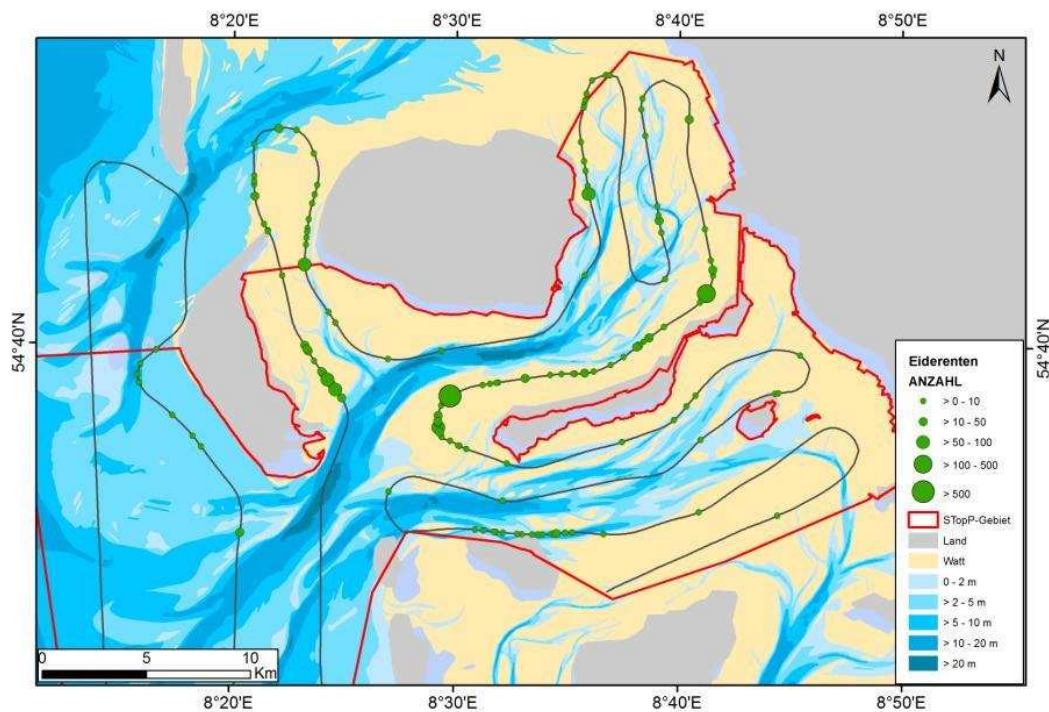 8°20'E 8°30'E 8°40'E 8°50'E
N
54°40'N
54°40'N
Eiderenten
ANZAHL
> 0 - 10
> 10 - 50
> 50 - 100
> 100 - 500
> 500
STopP-Gebiet
Land
Watt
0 - 2 m
> 2 - 5 m
> 5 - 10 m
> 10 - 20 m
> 20 m
0 5 10
Km
8°20'E 8°30'E 8°40'E 8°50'E